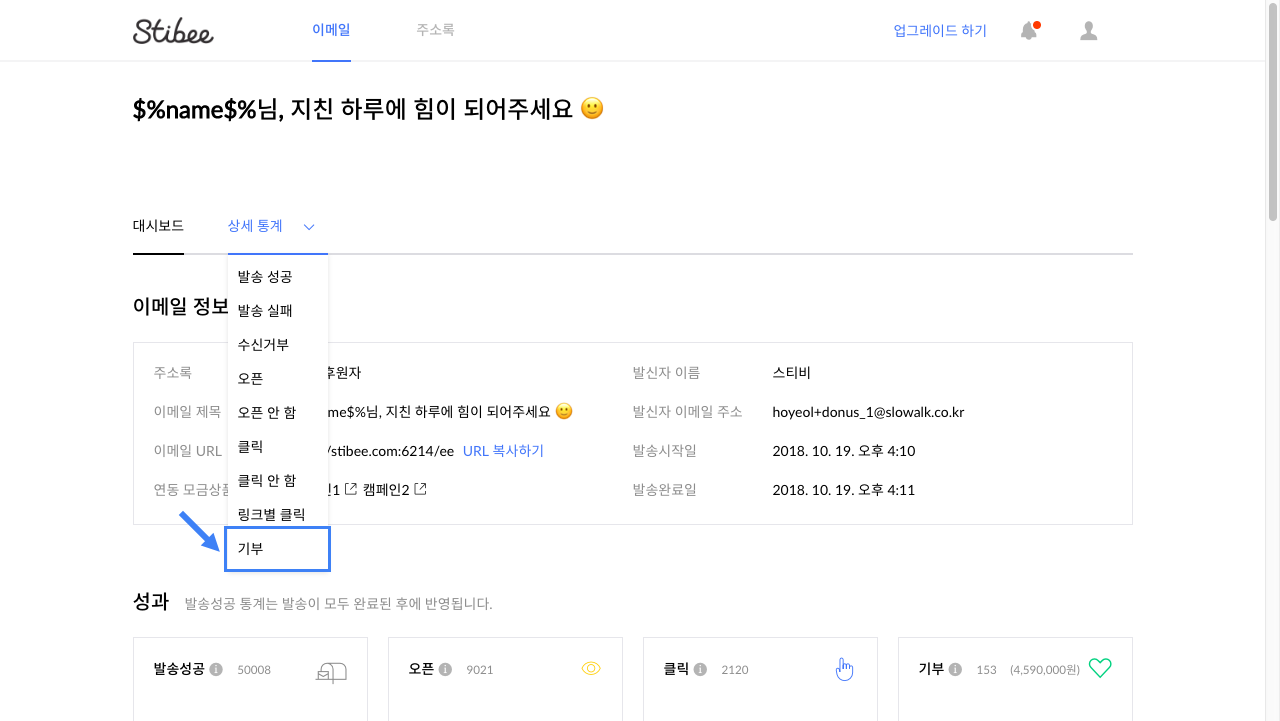 Stibee 이메일 주소록 업그레이드 하기
$%name$%님, 지친 하루에 힘이 되어주세요 🙂
대시보드 상세 통계
발송 성공
발송 실패
수신거부
오픈
오픈 안 함
클릭
클릭 안 함
링크별 클릭
기부
이메일 정보
주소록 후원자 발신자 이름 스티비
이메일 제목 me$%님, 지친 하루에 힘이 되어주세요 🙂 발신자 이메일 주소 hoyeol+donus_1@slowalk.co.kr
이메일 URL /stibee.com:6214/ee URL 복사하기 발송시작일 2018. 10. 19. 오후 4:10
연동 모금상품 인1 캠페인2 발송완료일 2018. 10. 19. 오후 4:11
성과 발송성공 통계는 발송이 모두 완료된 후에 반영됩니다.
발송성공 50008 오픈 9021 클릭 2120 기부 153 (4,590,000원)